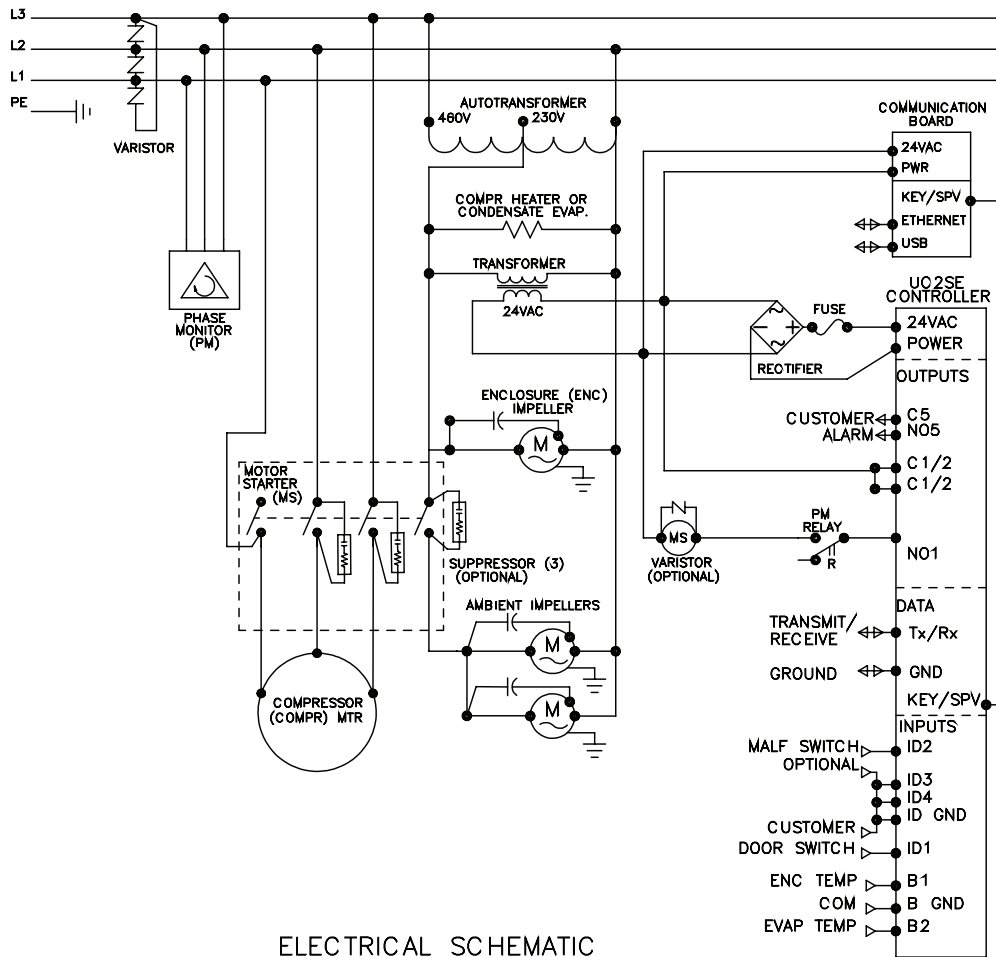 L3
L2
L1
PE
VARISTOR
AUTOTRANSFORMER
460V
230V
COMPR HEATER OR
CONDENSATE EVAP.
TRANSFORMER
24VAC
PHASE
MONITOR
(PM)
COMMUNICATION
BOARD
24VAC
PWR
KEY/SPV
ETHERNET
USB
UC2SE
CONTROLLER
FUSE
RECTIFIER
24VAC
POWER
OUTPUTS
CUSTOMER
ALARM
C5
NO5
C1/2
C1/2
ENCLOSURE (ENC)
IMPELLER
M
MOTOR
STARTER
(MS)
SUPPRESSOR (3)
(OPTIONAL)
MS
VARISTOR
(OPTIONAL)
PM
RELAY
R
NO1
AMBIENT IMPELLERS
M
M
COMPRESSOR
(COMPR) MTR
DATA
TRANSMIT/
RECEIVE
Tx/Rx
GROUND
GND
KEY/SPV
INPUTS
MALF SWITCH
OPTIONAL
ID2
ID3
ID4
ID GND
CUSTOMER
DOOR SWITCH
ID1
ENC TEMP
B1
COM
B GND
EVAP TEMP
B2
ELECTRICAL SCHEMATIC